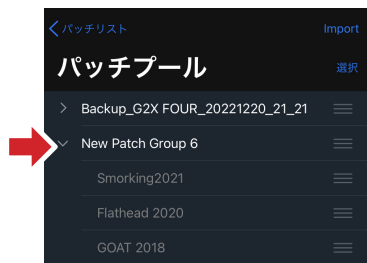 パッチリスト
Import
パッチプール
選択
Backup_G2X FOUR_20221220_21_21
New Patch Group 6
Smorking2021
Flathead 2020
GOAT 2018